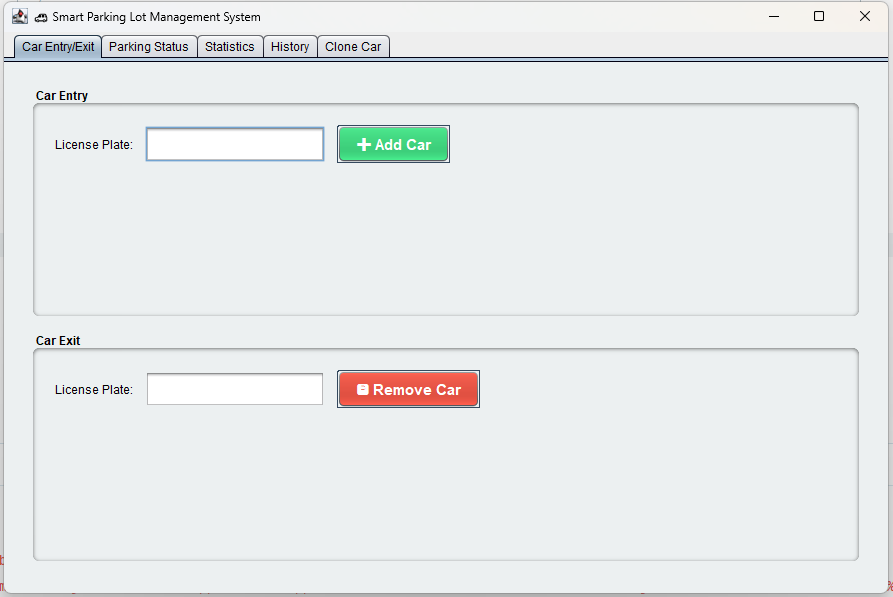 Smart Parking Lot Management System
Car Entry/Exit Parking Status Statistics History Clone Car
Car Entry
License Plate: Add Car
Car Exit
License Plate: Remove Car